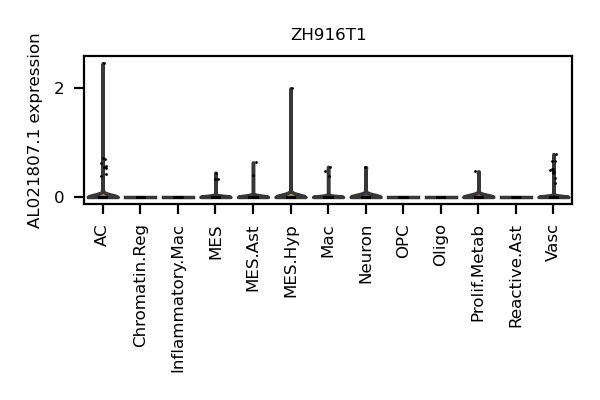 ZH916T1
AL021807.1 expression
2
0
AC
Chromatin.Reg
Inflammatory.Mac
MES
MES.Ast
MES.Hyp
Mac
Neuron
OPC
Oligo
Prolif.Metab
Reactive.Ast
Vasc